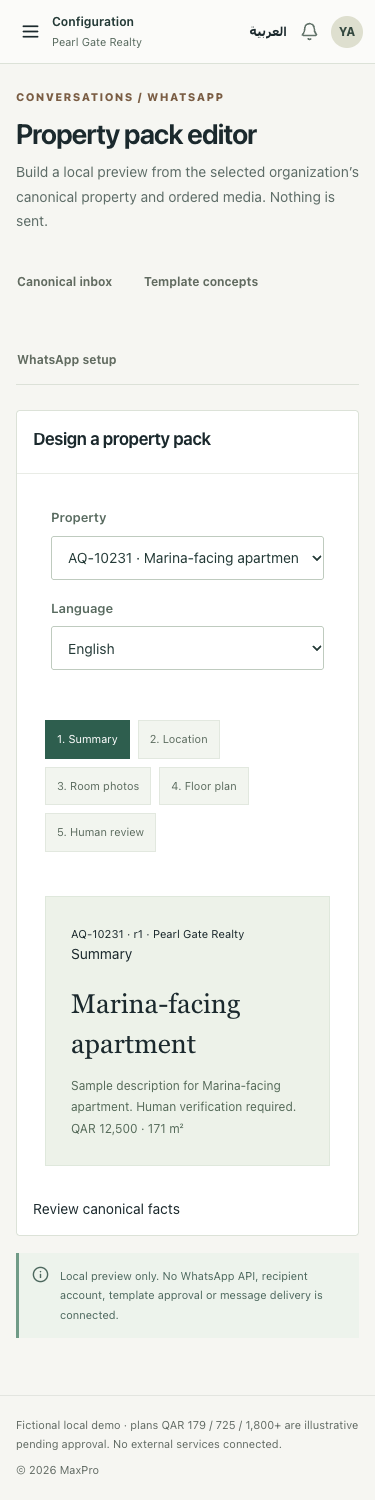 Configuration
Pearl Gate Realty
العربية
YA
CONVERSATIONS / WHATSAPP
Property pack editor
Build a local preview from the selected organization’s
canonical property and ordered media. Nothing is
sent.
Canonical inbox
Template concepts
WhatsApp setup
Design a property pack
Property
AQ-10231 · Marina-facing apartmen
Language
English
1. Summary
2. Location
3. Room photos
4. Floor plan
5. Human review
AQ-10231 · r1 · Pearl Gate Realty
Summary
Marina-facing
apartment
Sample description for Marina-facing
apartment. Human verification required.
QAR 12,500 · 171 m²
Review canonical facts
Local preview only. No WhatsApp API, recipient
account, template approval or message delivery is
connected.
Fictional local demo · plans QAR 179 / 725 / 1,800+ are illustrative
pending approval. No external services connected.
© 2026 MaxPro